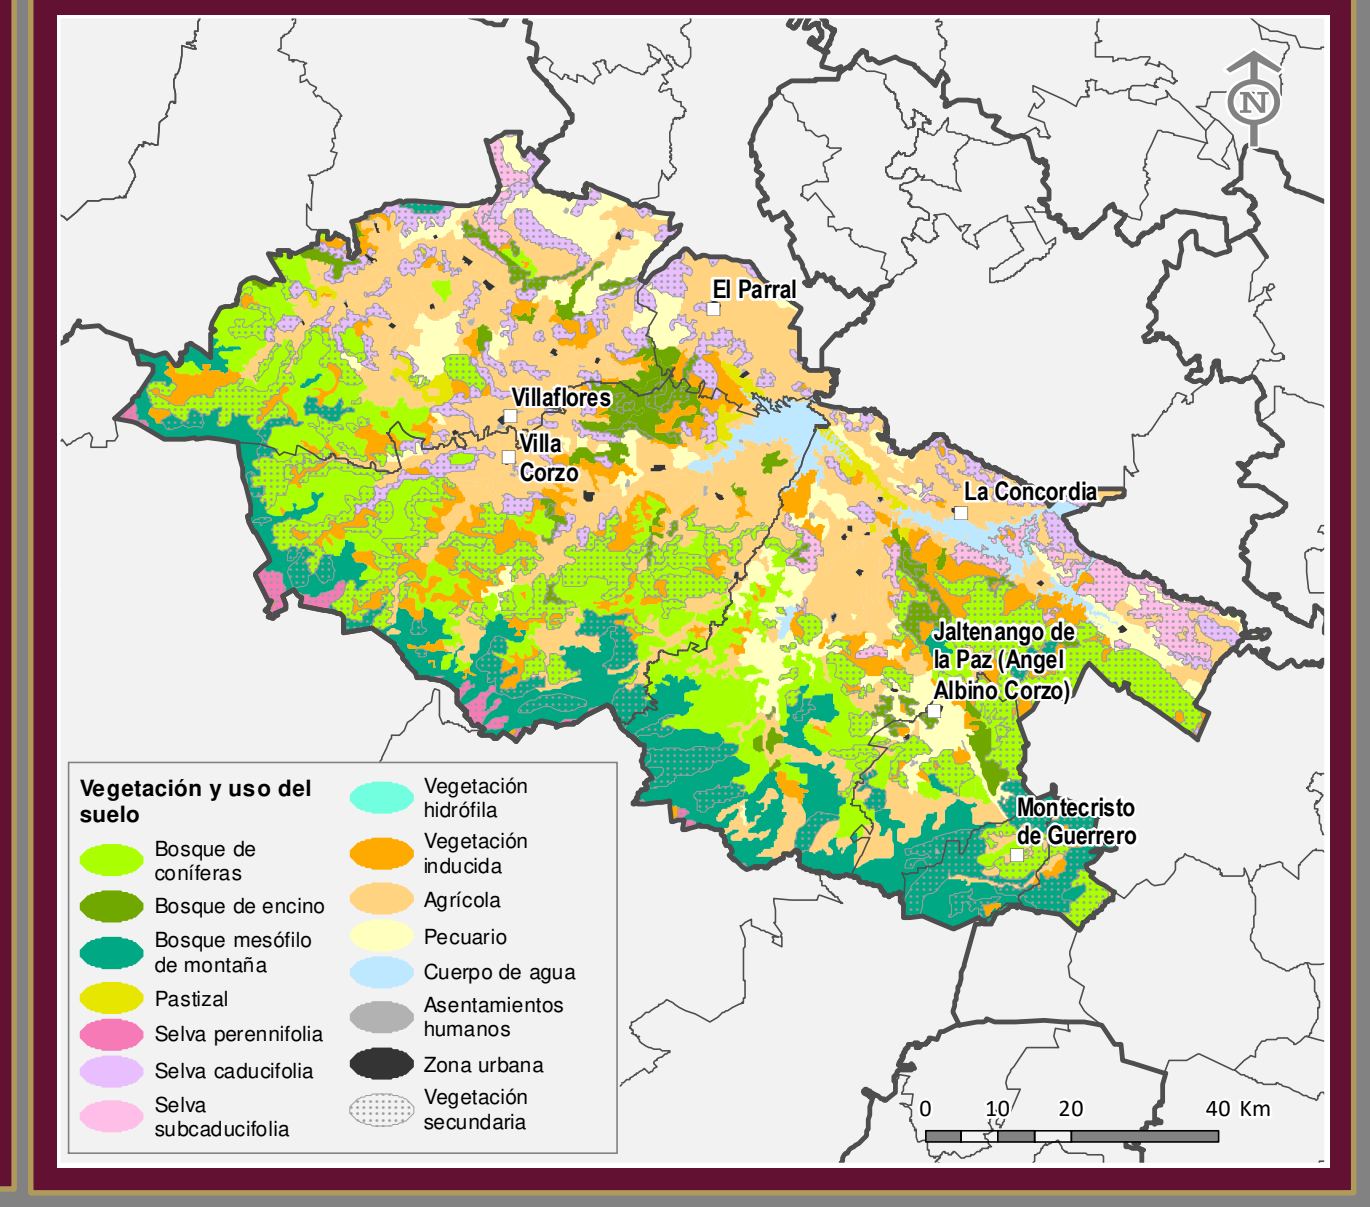 N
El Parral
Villaflores
Villa
Corzo
La Concordia
Jaltenango de
la Paz (Angel
Albino Corzo)
Montecristo
de Guerrero
Vegetación y uso del
suelo
Bosque de
coníferas
Bosque de encino
Bosque mesófilo
de montaña
Pastizal
Selva perennifolia
Selva caducifolia
Selva
subcaducifolia
Vegetación
hidrófila
Vegetación
inducida
Agrícola
Pecuario
Cuerpo de agua
Asentamientos
humanos
Zona urbana
Vegetación
secundaria
0 10 20 40 Km